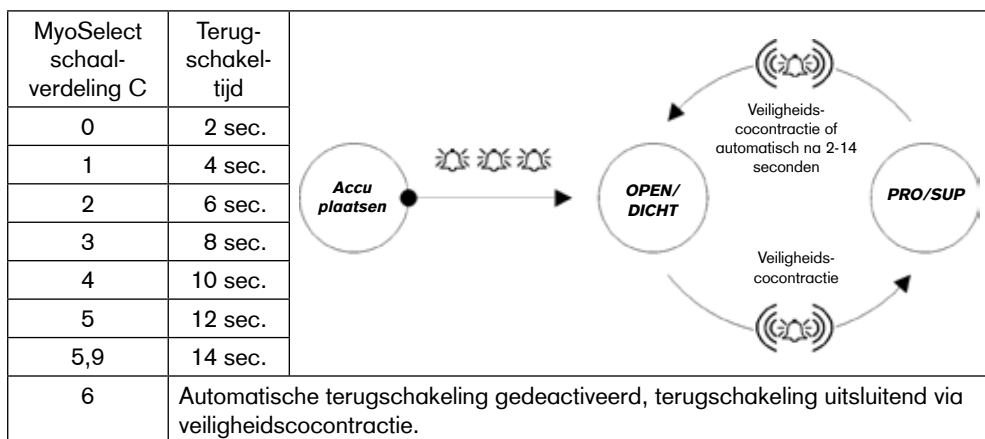 MyoSelect
schaal-
verdeling C
Terug-
schakel-
tijd
0
2 sec.
1
4 sec.
2
6 sec.
3
8 sec.
4
10 sec.
5
12 sec.
5,9
14 sec.
6
Automatische terugschakeling gedeactiveerd, terugschakeling uitsluitend via
veiligheidscocontractie.
Accu
plaatsen
OPEN/
DICHT
Veiligheids-
cocontractie of
automatisch na 2-14
seconden
PRO/SUP
Veiligheids-
cocontractie